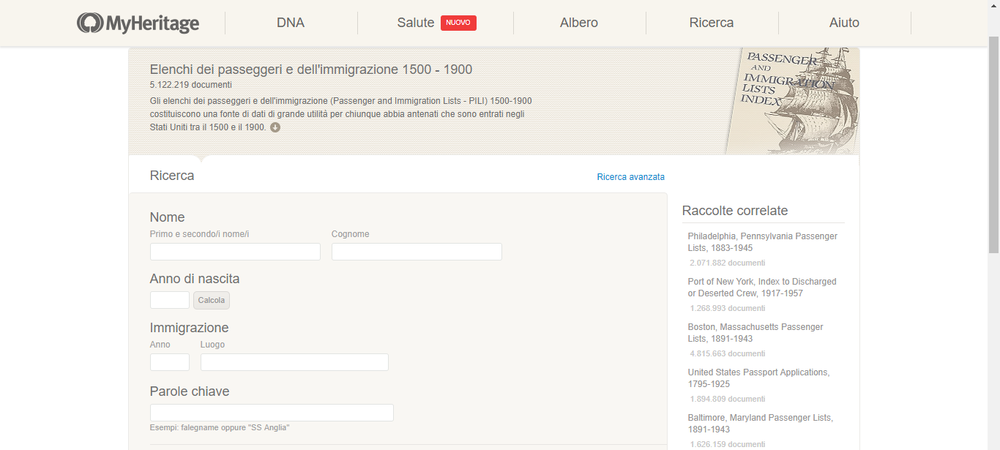 MyHeritage
DNA
Salute NUOVO
Albero
Ricerca
Aiuto
Elenchi dei passeggeri e dell'immigrazione 1500 - 1900
5.122.219 documenti
Gli elenchi dei passeggeri e dell'immigrazione (Passenger and Immigration Lists - PILI) 1500-1900
costituiscono una fonte di dati di grande utilità per chiunque abbia antenati che sono entrati negli
Stati Uniti tra il 1500 e il 1900.
PASSENGER
AND
IMMIGRATION
LISTS
INDEX
Ricerca
Ricerca avanzata
Nome
Primo e secondo/i nome/i
Cognome
Anno di nascita
Calcola
Immigrazione
Anno
Luogo
Parole chiave
Esempi: falegname oppure "SS Anglia"
Raccolte correlate
Philadelphia, Pennsylvania Passenger
Lists, 1883-1945
2.071.882 documenti
Port of New York, Index to Discharged
or Deserted Crew, 1917-1957
1.268.993 documenti
Boston, Massachusetts Passenger
Lists, 1891-1943
4.815.663 documenti
United States Passport Applications,
1795-1925
1.894.809 documenti
Baltimore, Maryland Passenger Lists,
1891-1943
1.626.159 documenti